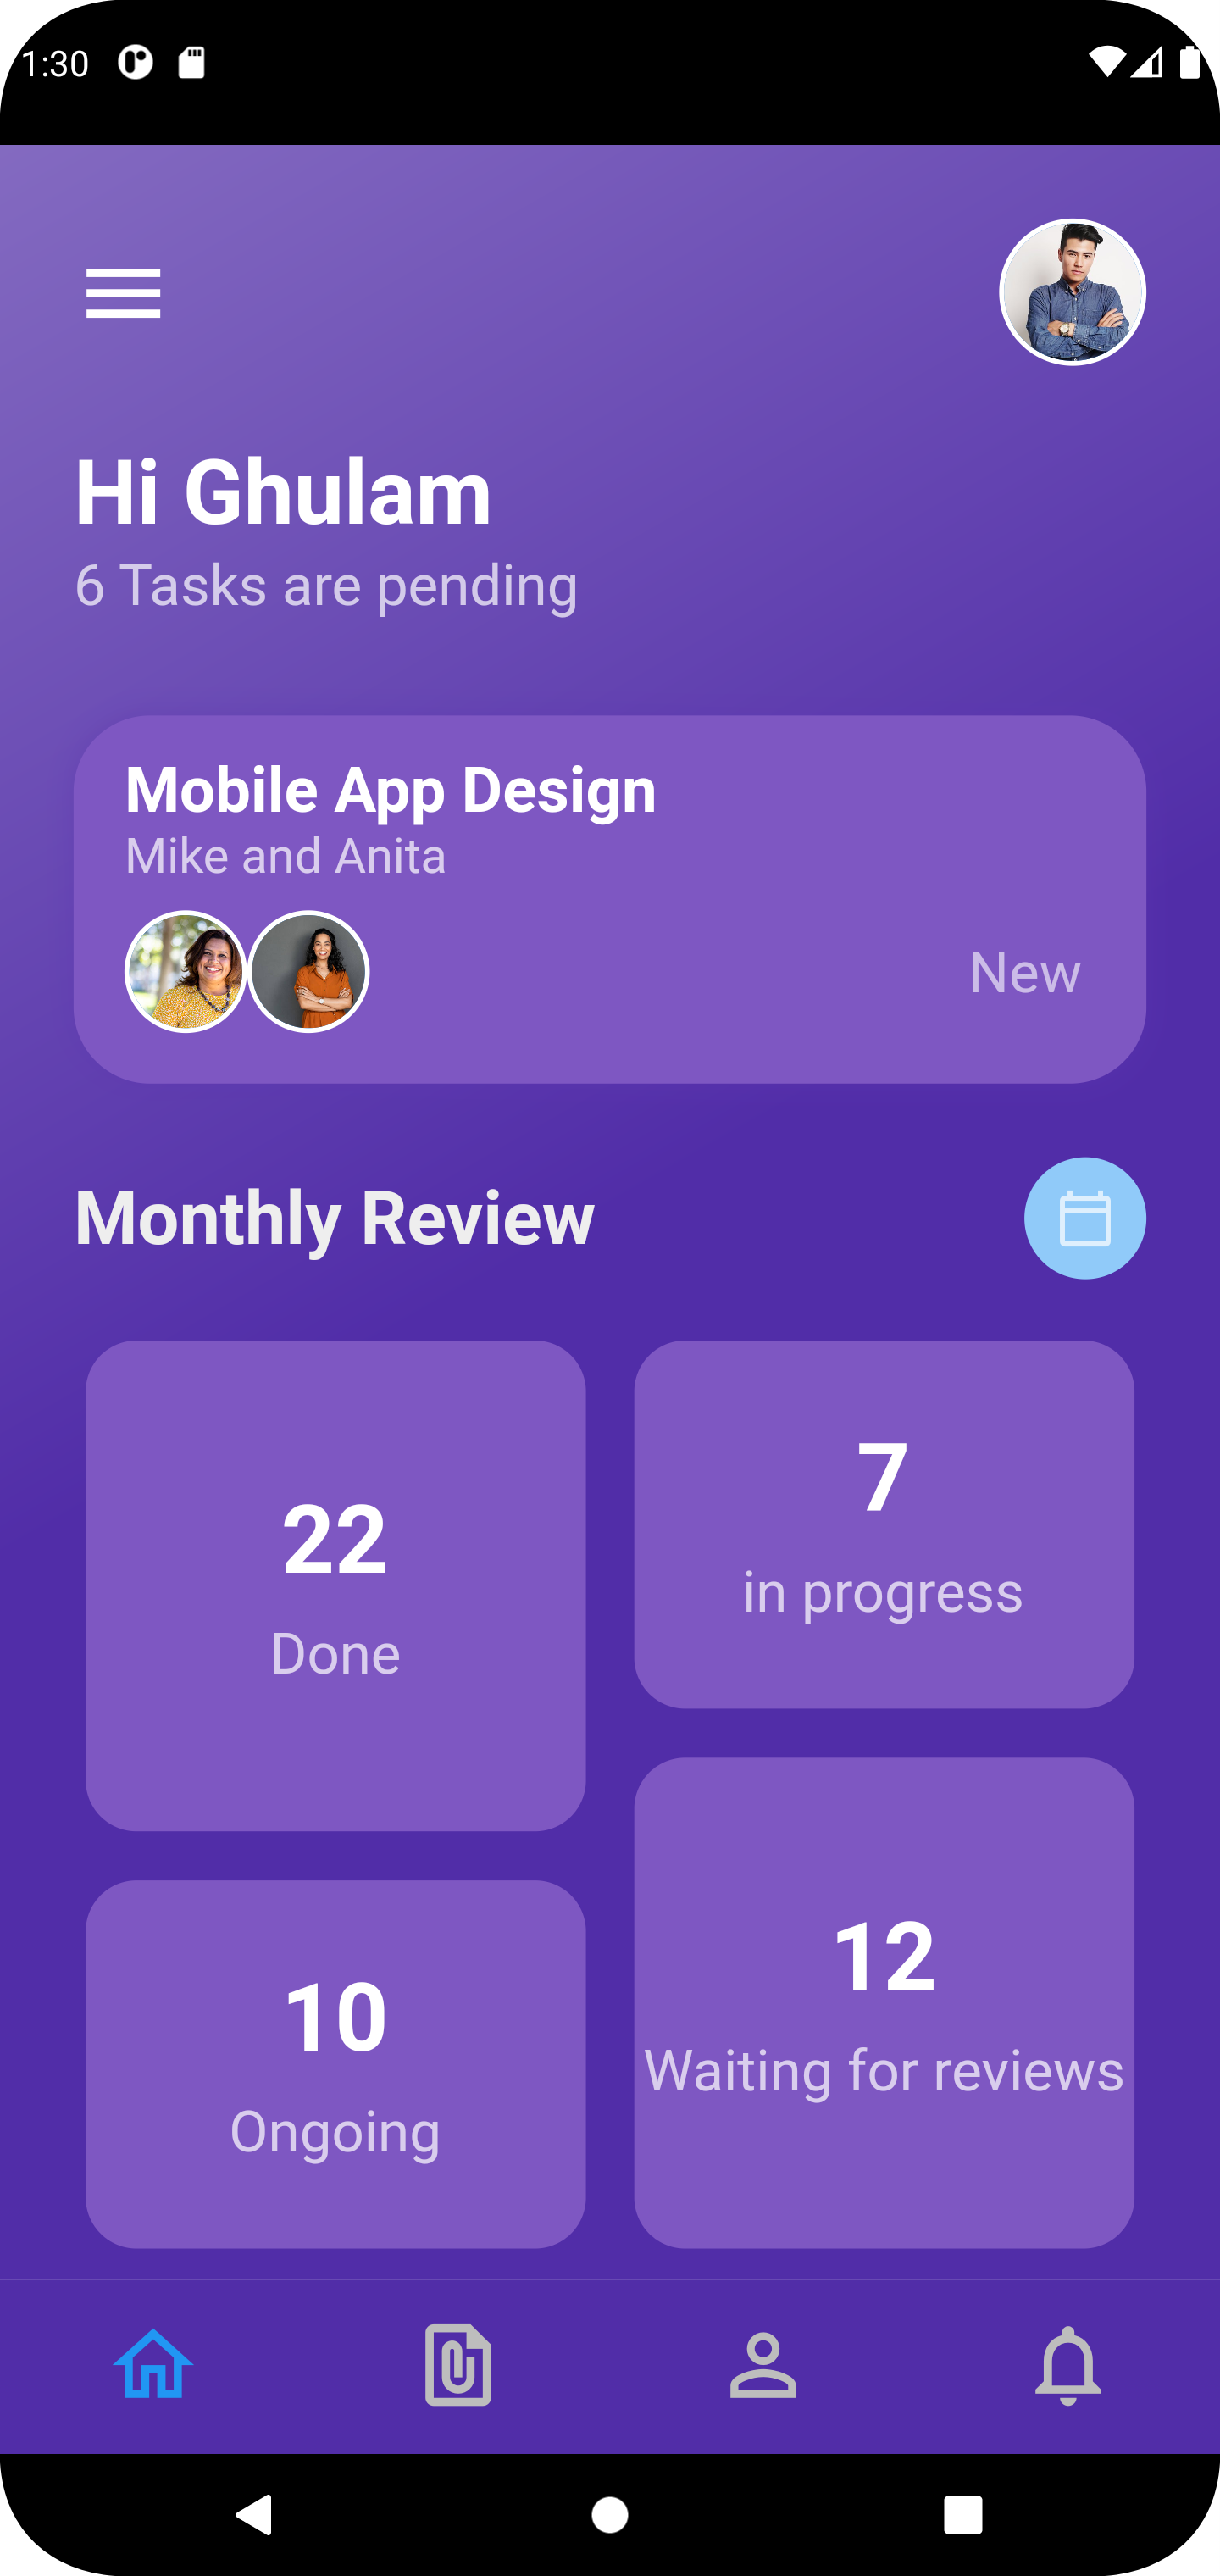 1:30
Hi Ghulam
6 Tasks are pending
Mobile App Design
Mike and Anita
New
Monthly Review
22
Done
7
in progress
10
Ongoing
12
Waiting for reviews